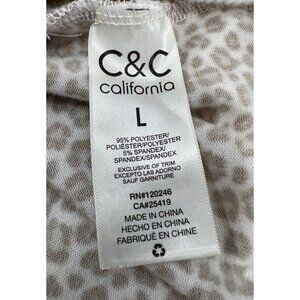 C&C
california
L
95% POLYESTER/
POLIÉSTER/POLYESTER
5% SPANDEX/
SPANDEX/SPANDEX
EXCLUSIVE OF TRIM
EXCEPTO LAS ADORNO
SAUF GARNITURE
RN#120246
CA#25419
MADE IN CHINA
HECHO EN CHINA
FABRIQUÉ EN CHINE